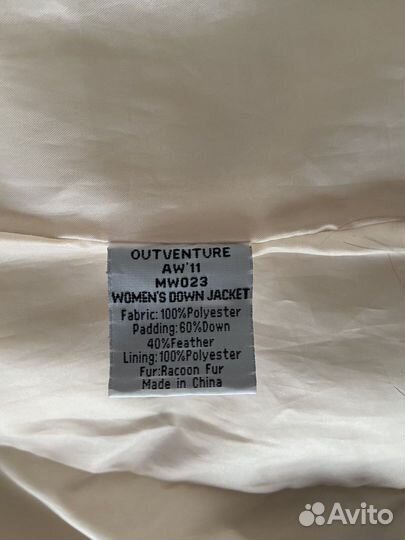 OUTVENTURE
AW'11
MW023
WOMEN'S DOWN JACKET
Fabric:100%Polyester
Padding:60%Down
40%Feather
Lining:100%Polyester
Fur:Racoon Fur
Made in China
Avito